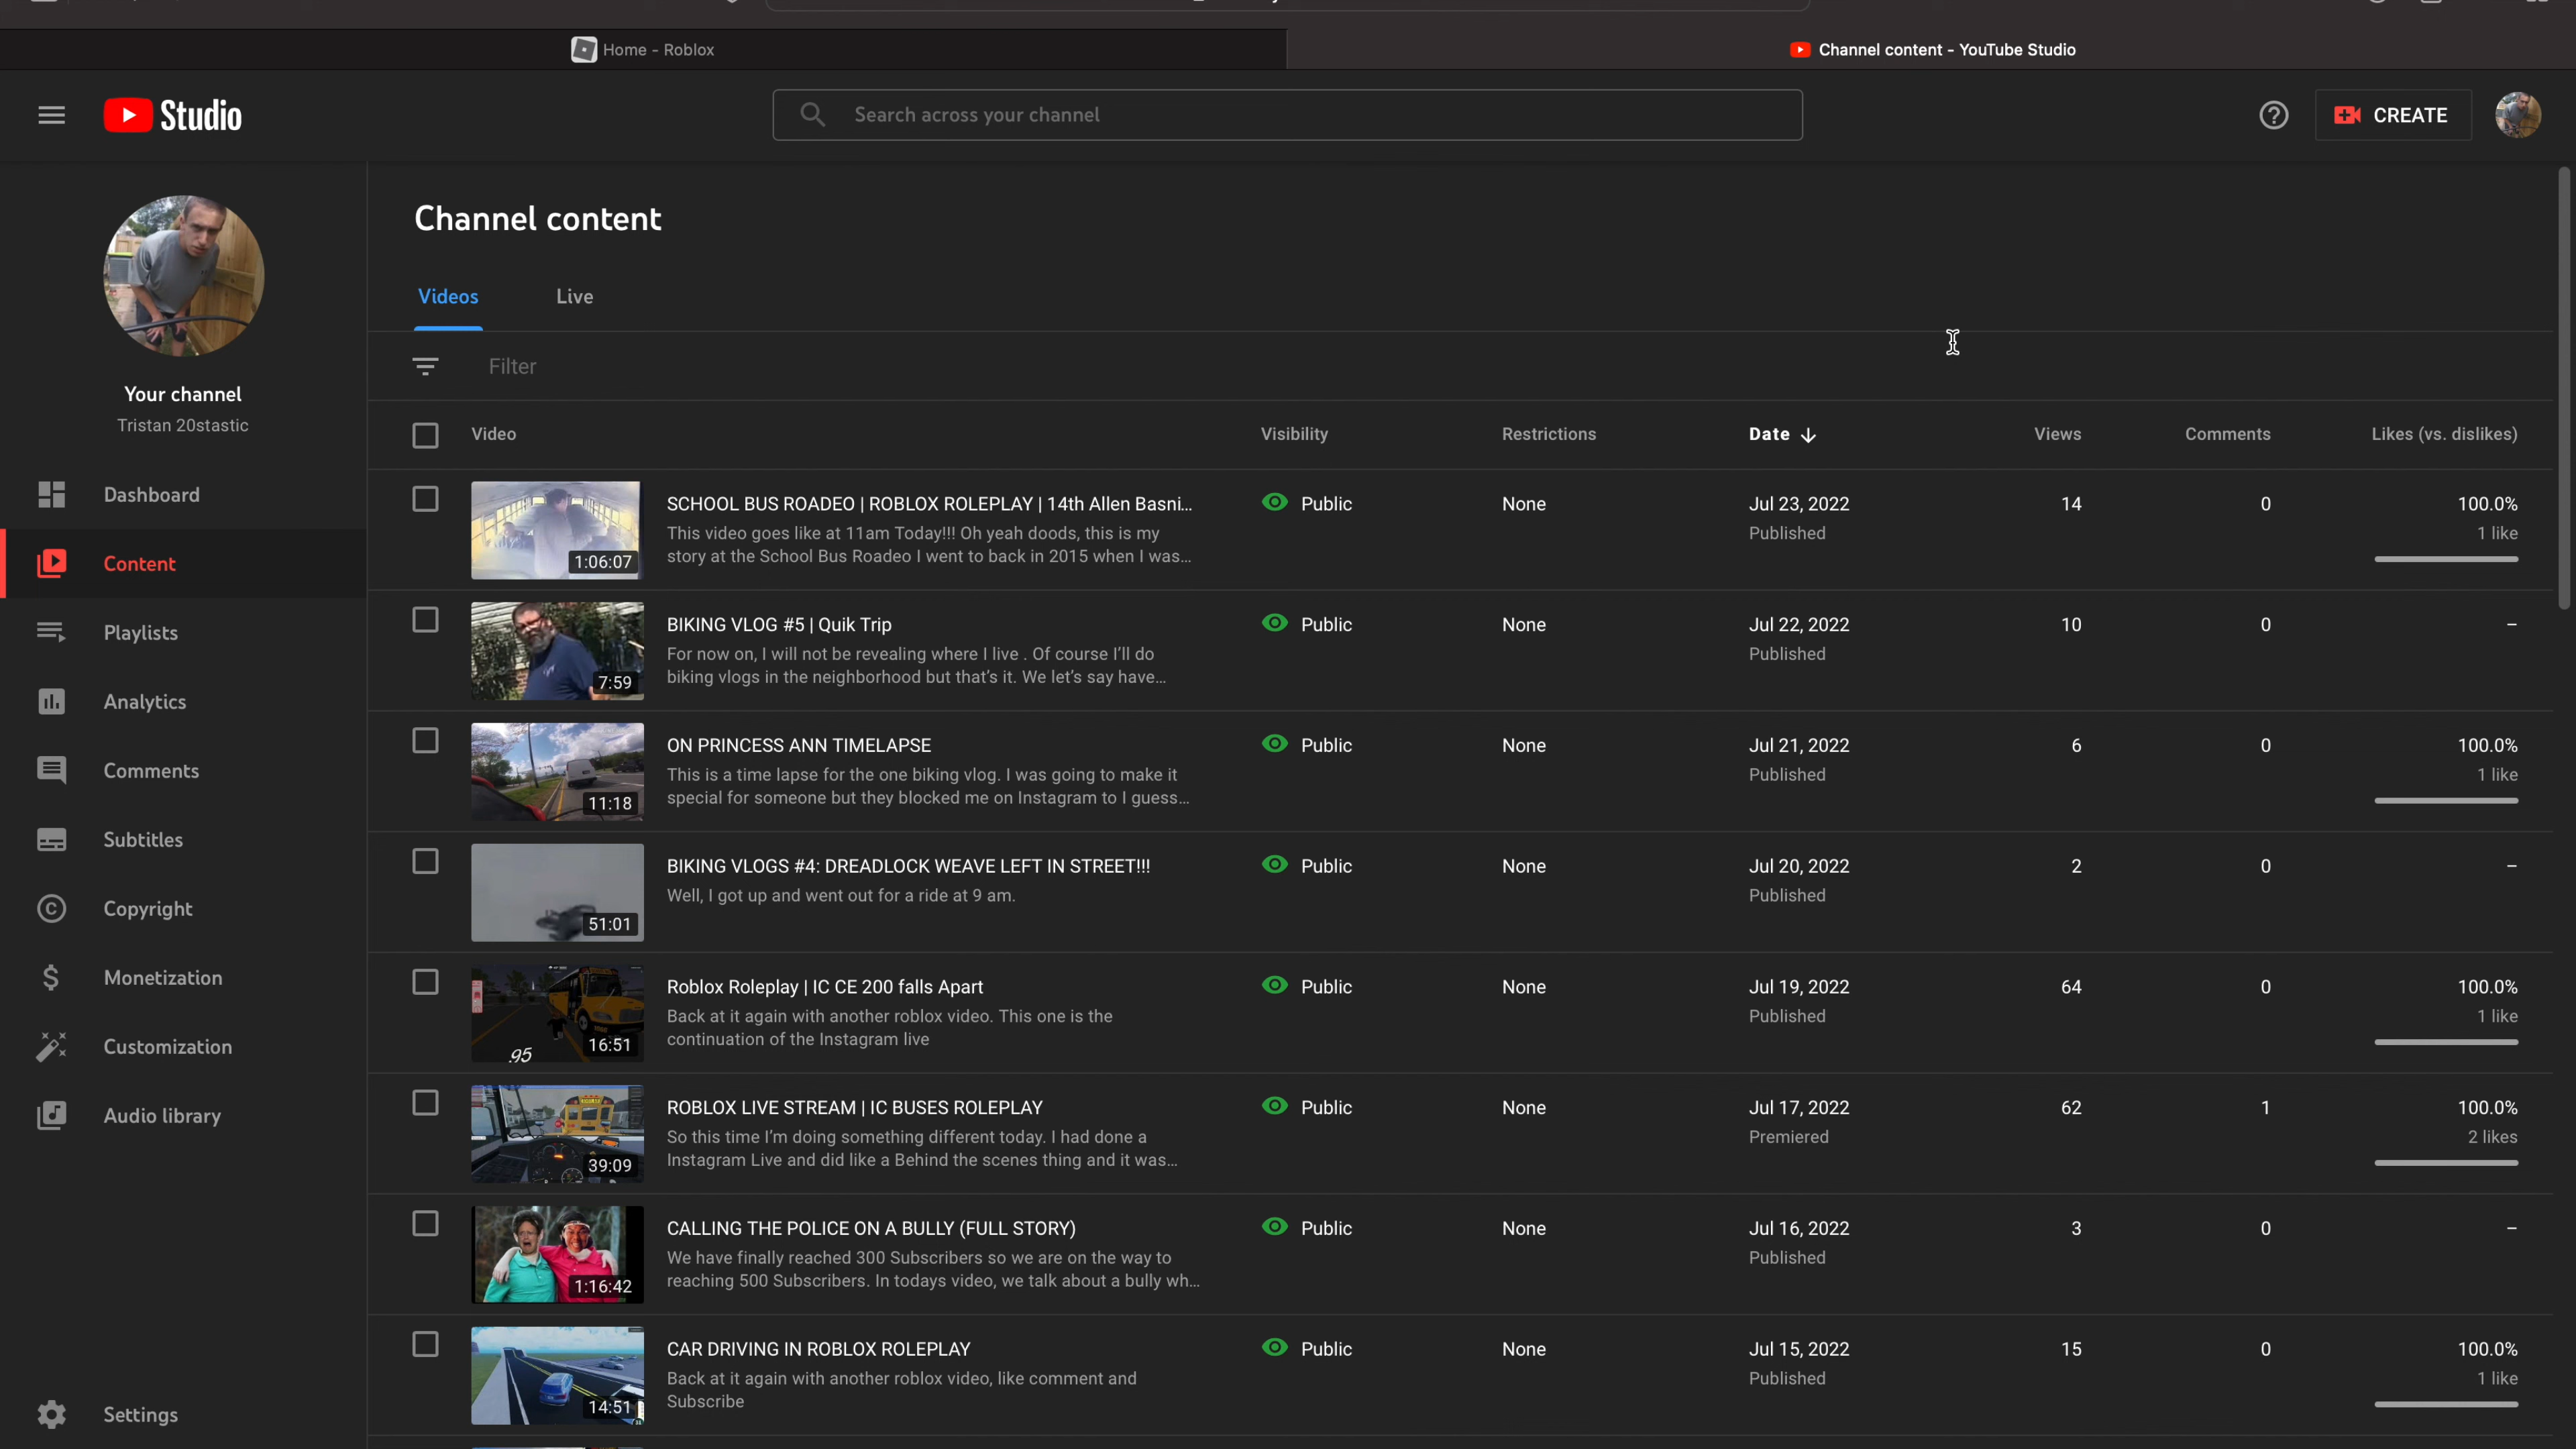 Home - Roblox
Channel content - YouTube Studio
Studio
Search across your channel
CREATE
Your channel
Tristan 20stastic
Dashboard
Content
Playlists
Analytics
Comments
Subtitles
Copyright
Monetization
Customization
Audio library
Settings
Channel content
Videos Live
Filter
Video Visibility Restrictions Date Views Comments Likes (vs. dislikes)
SCHOOL BUS ROADEO | ROBLOX ROLEPLAY | 14th Allen Basni... Public None Jul 23, 2022 14 0 100.0%
This video goes like at 11am Today!!! Oh yeah doods, this is my Published 1 like
story at the School Bus Roadeo I went to back in 2015 when I was...
1:06:07
BIKING VLOG #5 | Quik Trip Public None Jul 22, 2022 10 0 –
For now on, I will not be revealing where I live . Of course I'll do Published
biking vlogs in the neighborhood but that's it. We let's say have...
7:59
ON PRINCESS ANN TIMELAPSE Public None Jul 21, 2022 6 0 100.0%
This is a time lapse for the one biking vlog. I was going to make it Published 1 like
special for someone but they blocked me on Instagram to I guess...
11:18
BIKING VLOGS #4: DREADLOCK WEAVE LEFT IN STREET!!! Public None Jul 20, 2022 2 0 –
Well, I got up and went out for a ride at 9 am. Published
51:01
Roblox Roleplay | IC CE 200 falls Apart Public None Jul 19, 2022 64 0 100.0%
Back at it again with another roblox video. This one is the Published 1 like
continuation of the Instagram live
.95 16:51
ROBLOX LIVE STREAM | IC BUSES ROLEPLAY Public None Jul 17, 2022 62 1 100.0%
So this time I'm doing something different today. I had done a Premiered 2 likes
Instagram Live and did like a Behind the scenes thing and it was...
39:09
CALLING THE POLICE ON A BULLY (FULL STORY) Public None Jul 16, 2022 3 0 –
We have finally reached 300 Subscribers so we are on the way to Published
reaching 500 Subscribers. In todays video, we talk about a bully wh...
1:16:42
CAR DRIVING IN ROBLOX ROLEPLAY Public None Jul 15, 2022 15 0 100.0%
Back at it again with another roblox video, like comment and Published 1 like
Subscribe
14:51